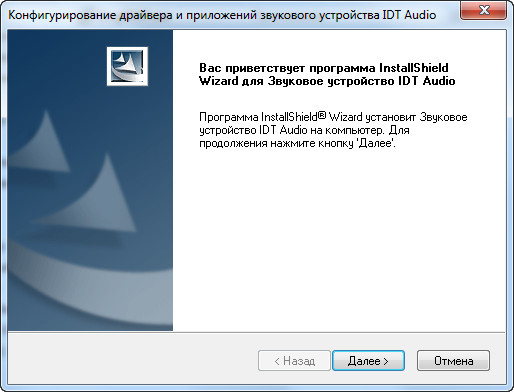 Конфигурирование драйвера и приложений звукового устройства IDT Audio
Вас приветствует программа InstallShield
Wizard для Звуковое устройство IDT Audio
Программа InstallShield® Wizard установит Звуковое
устройство IDT Audio на компьютер. Для
продолжения нажмите кнопку 'Далее'.
< Назад
Далее >
Отмена